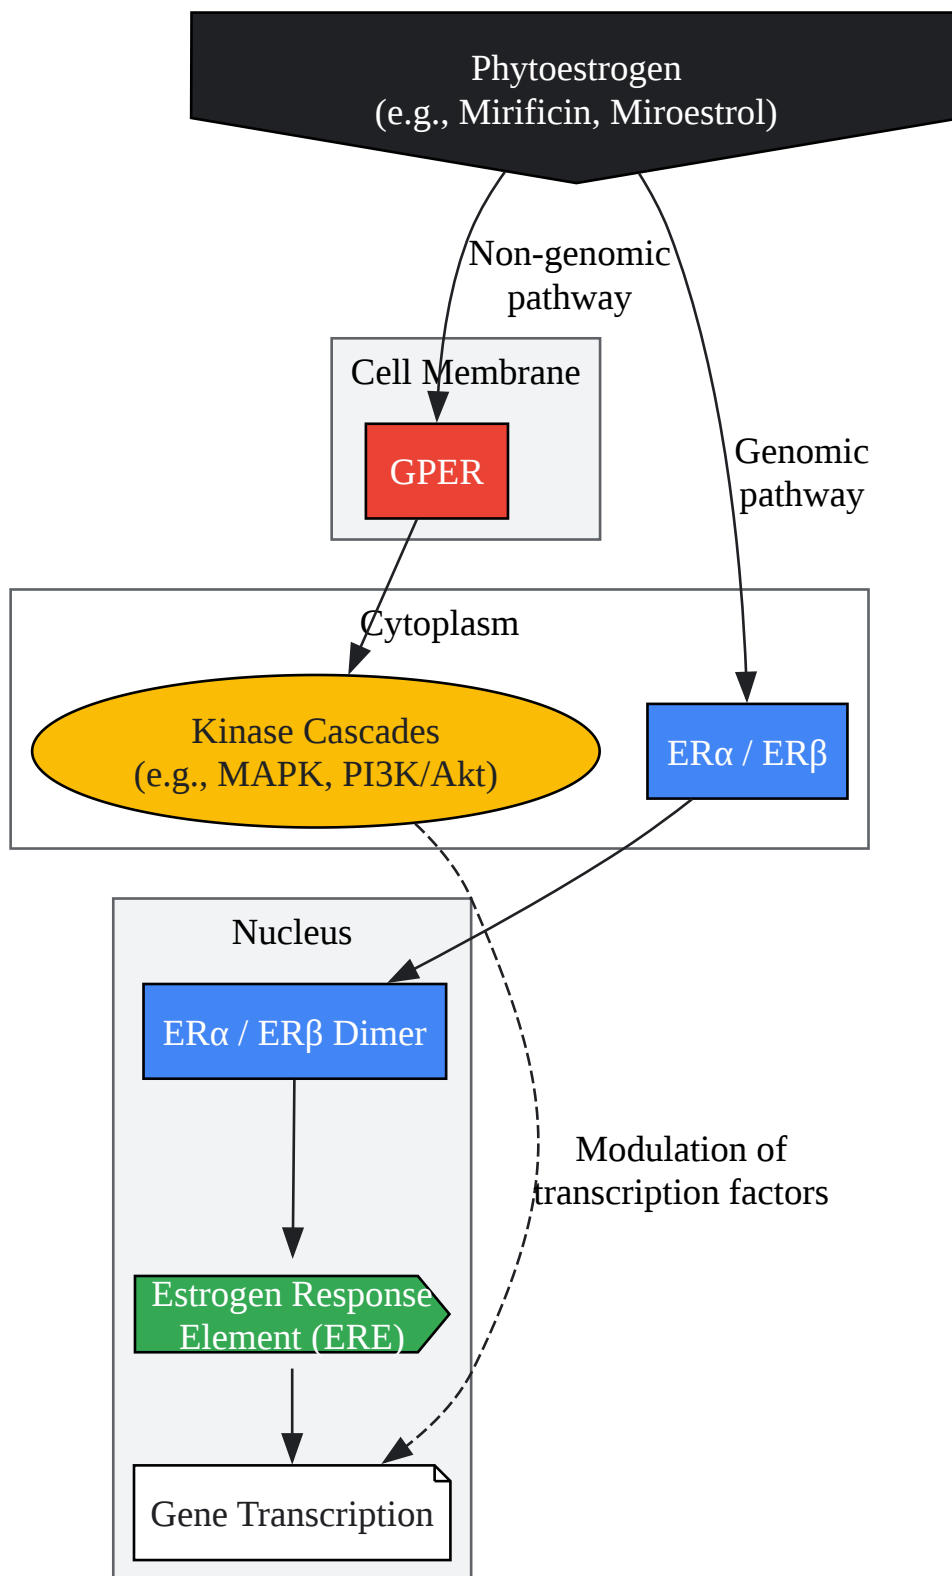 Phytoestrogen
(e.g., Mirificin, Miroestrol)
Non-genomic
pathway
Cell Membrane
GPER
Genomic
pathway
Cytoplasm
Kinase Cascades
(e.g., MAPK, PI3K/Akt)
ERα / ERβ
Nucleus
ERα / ERβ Dimer
Modulation of
transcription factors
Estrogen Response
Element (ERE)
Gene Transcription